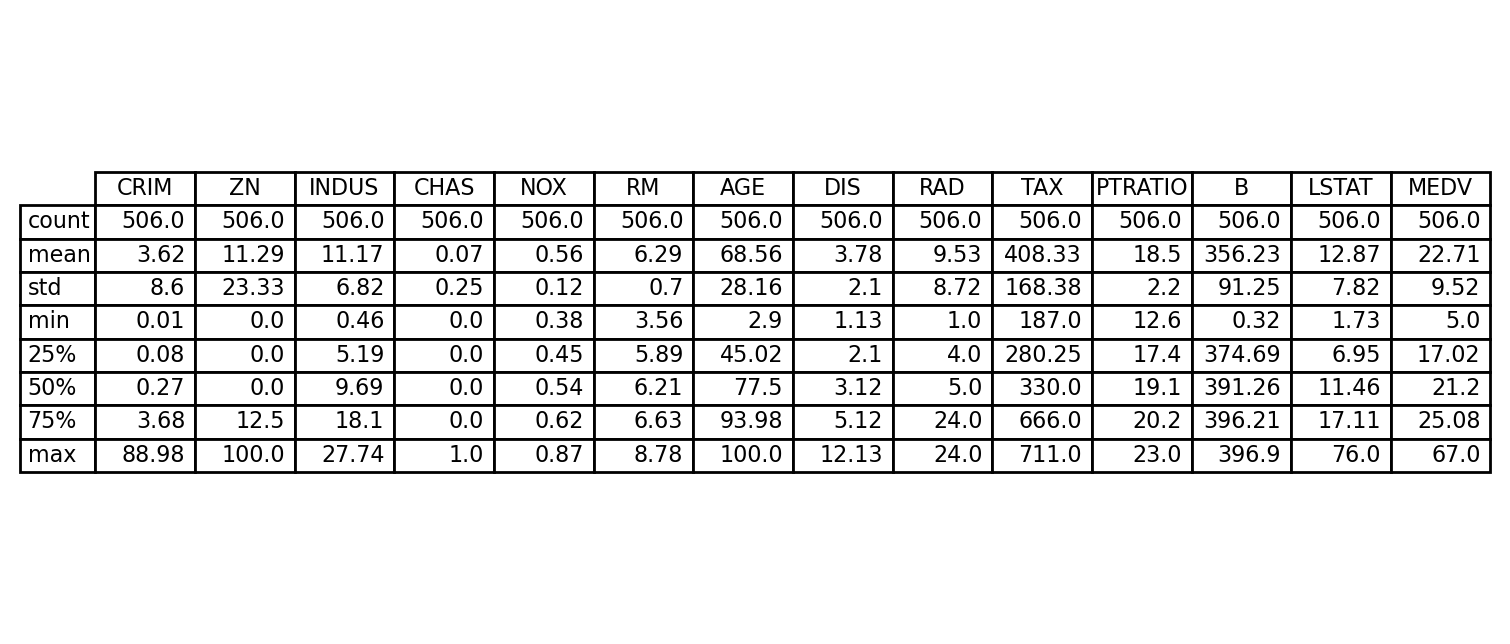 CRIM ZN INDUS CHAS NOX RM AGE DIS RAD TAX PTRATIO B LSTAT MEDV
count 506.0 506.0 506.0 506.0 506.0 506.0 506.0 506.0 506.0 506.0 506.0 506.0 506.0 506.0
mean 3.62 11.29 11.17 0.07 0.56 6.29 68.56 3.78 9.53 408.33 18.5 356.23 12.87 22.71
std 8.6 23.33 6.82 0.25 0.12 0.7 28.16 2.1 8.72 168.38 2.2 91.25 7.82 9.52
min 0.01 0.0 0.46 0.0 0.38 3.56 2.9 1.13 1.0 187.0 12.6 0.32 1.73 5.0
25% 0.08 0.0 5.19 0.0 0.45 5.89 45.02 2.1 4.0 280.25 17.4 374.69 6.95 17.02
50% 0.27 0.0 9.69 0.0 0.54 6.21 77.5 3.12 5.0 330.0 19.1 391.26 11.46 21.2
75% 3.68 12.5 18.1 0.0 0.62 6.63 93.98 5.12 24.0 666.0 20.2 396.21 17.11 25.08
max 88.98 100.0 27.74 1.0 0.87 8.78 100.0 12.13 24.0 711.0 23.0 396.9 76.0 67.0